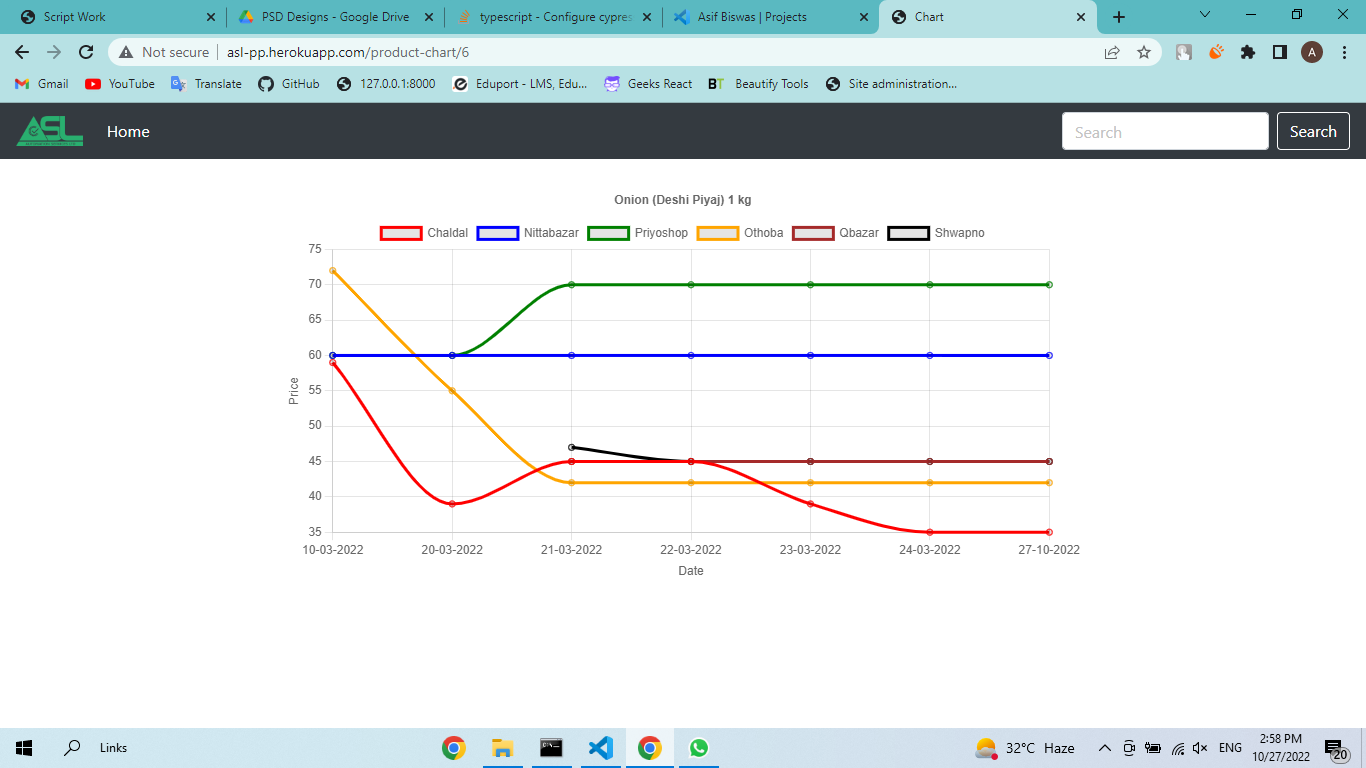 Script Work
PSD Designs - Google Drive
typescript - Configure cypres
Asif Biswas | Projects
Chart
Not secure
asl-pp.herokuapp.com/product-chart/6
A
Gmail
YouTube
Translate
GitHub
127.0.0.1:8000
Eduport - LMS, Edu...
Geeks React
BT Beautify Tools
Site administration...
ASL
Home
Search
Search
Onion (Deshi Piyaj) 1 kg
Chaldal
Nittabazar
Priyoshop
Othoba
Qbazar
Shwapno
75
70
65
60
55
50
45
40
35
Price
10-03-2022
20-03-2022
21-03-2022
22-03-2022
23-03-2022
24-03-2022
27-10-2022
Date
Links
32°C Haze
ENG
2:58 PM
10/27/2022
20